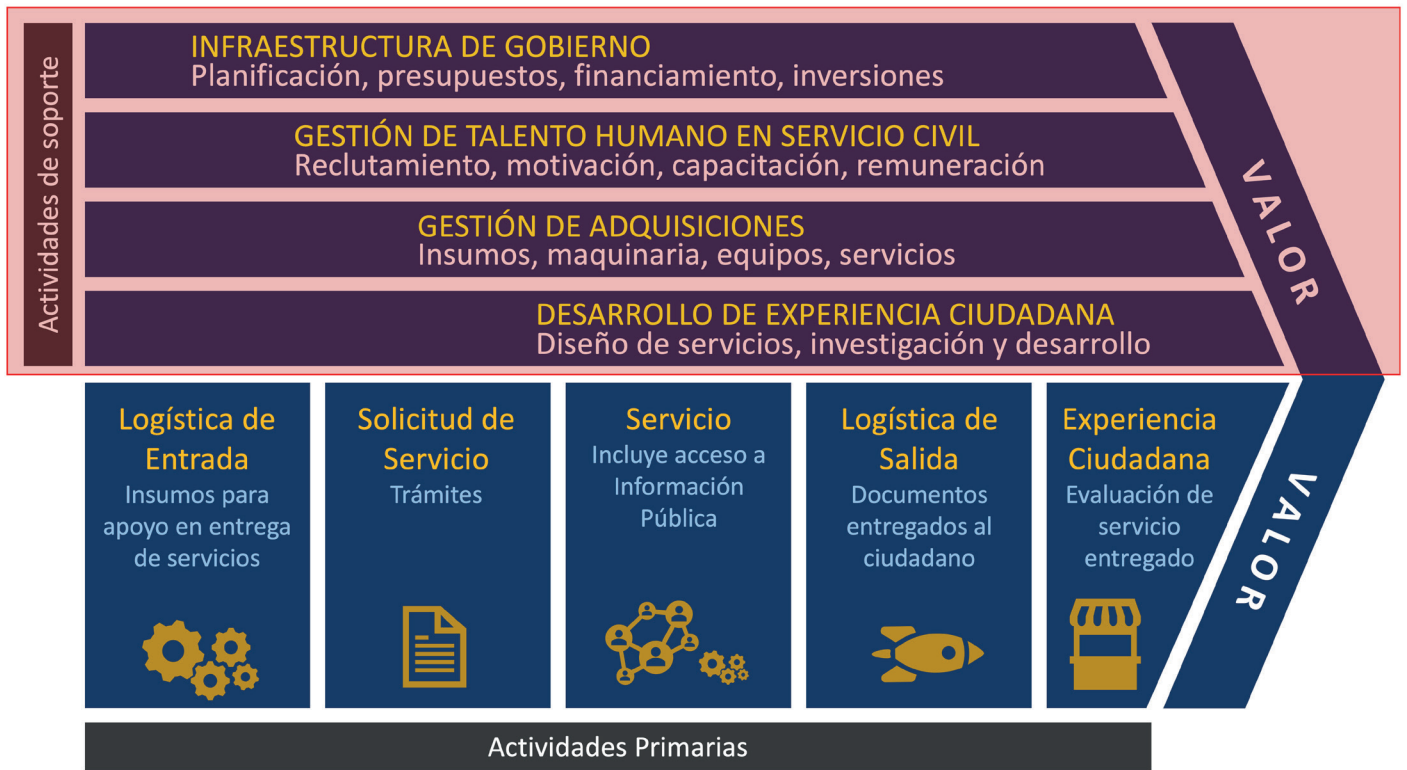 Actividades de soporte
INFRAESTRUCTURA DE GOBIERNO
Planificación, presupuestos, financiamiento, inversiones
GESTIÓN DE TALENTO HUMANO EN SERVICIO CIVIL
Reclutamiento, motivación, capacitación, remuneración
GESTIÓN DE ADQUISICIONES
Insumos, maquinaria, equipos, servicios
DESARROLLO DE EXPERIENCIA CIUDADANA
Diseño de servicios, investigación y desarrollo
VALOR
Logística de
Entrada
Insumos para
apoyo en entrega
de servicios
Solicitud de
Servicio
Trámites
Servicio
Incluye acceso a
Información
Pública
Logística de
Salida
Documentos
entregados al
ciudadano
Experiencia
Ciudadana
Evaluación de
servicio
entregado
VALOR
Actividades Primarias